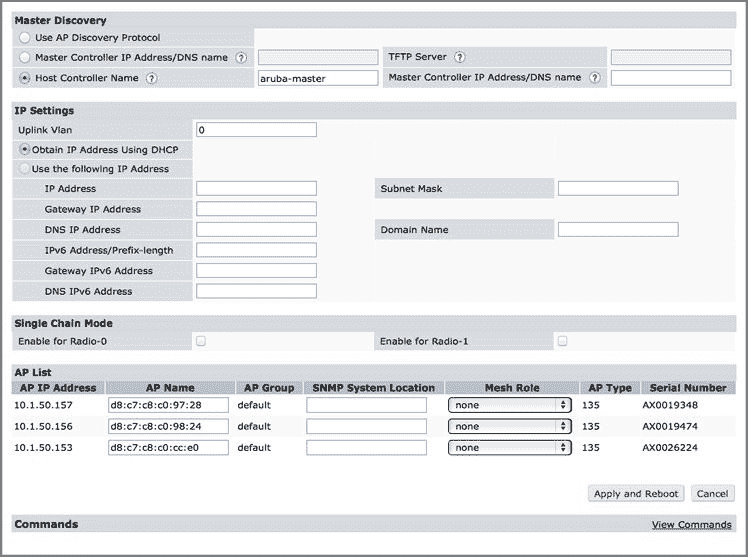 Master Discovery
Use AP Discovery Protocol
Master Controller IP Address/DNS name ? TFTP Server ?
Host Controller Name ? aruba-master Master Controller IP Address/DNS name ?
IP Settings
Uplink Vlan 0
Obtain IP Address Using DHCP
Use the following IP Address
IP Address Subnet Mask
Gateway IP Address
DNS IP Address Domain Name
IPv6 Address/Prefix-length
Gateway IPv6 Address
DNS IPv6 Address
Single Chain Mode
Enable for Radio-0 Enable for Radio-1
AP List
AP IP Address AP Name AP Group SNMP System Location Mesh Role AP Type Serial Number
10.1.50.157 d8:c7:c8:c0:97:28 default none 135 AX0019348
10.1.50.156 d8:c7:c8:c0:98:24 default none 135 AX0019474
10.1.50.153 d8:c7:c8:c0:cc:e0 default none 135 AX0026224
Apply and Reboot Cancel
Commands View Commands